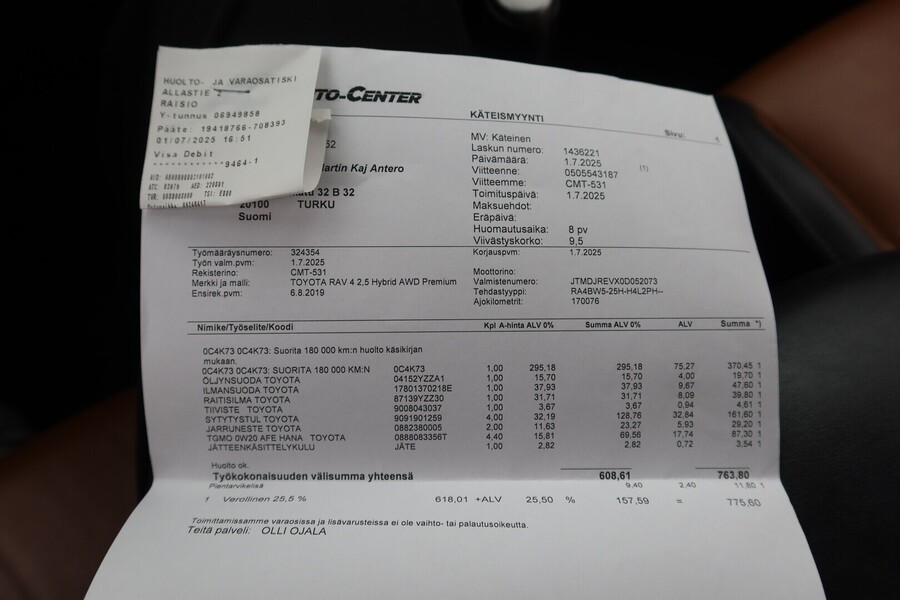 HUOLTO- JA VARAOSATISKI
ALLASTIE 2
RAISIO
Y-tunnus 06949858
Pääte: 19418766-708393
01/07/2025 16:51
Visa Debit
************9464-1
TO-CENTER
KÄTEISMYYNTI
Sivu: 1
52
Martin Kaj Antero
32 B 32
20100 TURKU
Suomi
MV: Käteinen
Laskun numero: 1436221
Päivämäärä: 1.7.2025 (1)
Viitteenne: 0505543187
Viitteemme: CMT-531
Toimituspäivä: 1.7.2025
Maksuehdot:
Eräpäivä:
Huomautusaika: 8 pv
Viivästyskorko: 9,5
Työmääräysnumero: 324354 Korjauspvm: 1.7.2025
Työn valm.pvm: 1.7.2025
Rekisterino: CMT-531 Moottorino:
Merkki ja malli: TOYOTA RAV 4 2,5 Hybrid AWD Premium Valmistenumero: JTMDJREVX0D052073
Ensirek.pvm: 6.8.2019 Tehdastyyppi: RA4BW5-25H-H4L2PH--
Ajokilometrit: 170076
Nimike/Työselite/Koodi Kpl A-hinta ALV 0% Summa ALV 0% ALV Summa *)
0C4K73 0C4K73: Suorita 180 000 km:n huolto käsikirjan
mukaan.
0C4K73 0C4K73: SUORITA 180 000 KM:N 0C4K73 1,00 295,18 295,18 75,27 370,45 1
ÖLJYNSUODA TOYOTA 04152YZZA1 1,00 15,70 15,70 4,00 19,70 1
ILMANSUODA TOYOTA 178013702​18E 1,00 37,93 37,93 9,67 47,60 1
RAITISILMA TOYOTA 87139YZZ30 1,00 31,71 31,71 8,09 39,80 1
TIIVISTE TOYOTA 9008043037 1,00 3,67 3,67 0,94 4,61 1
SYTYTYSTUL TOYOTA 9091901259 4,00 32,19 128,76 32,84 161,60 1
JARRUNESTE TOYOTA 0882380005 2,00 11,63 23,27 5,93 29,20 1
TGMO 0W20 AFE HANA TOYOTA 0888083356T 4,40 15,81 69,56 17,74 87,30 1
JÄTTEENKÄSITTELYKULU JÄTE 1,00 2,82 2,82 0,72 3,54 1
Huolto ok.
Työkokonaisuuden välisumma yhteensä 608,61 763,80
Pientarvikelisä 9,40 2,40 11,80 1
1 Verollinen 25,5 % 618,01 +ALV 25,50 % 157,59 = 775,60
Toimittamissamme varaosissa ja lisävarusteissa ei ole vaihto- tai palautusoikeutta.
Teitä palveli: OLLI OJALA